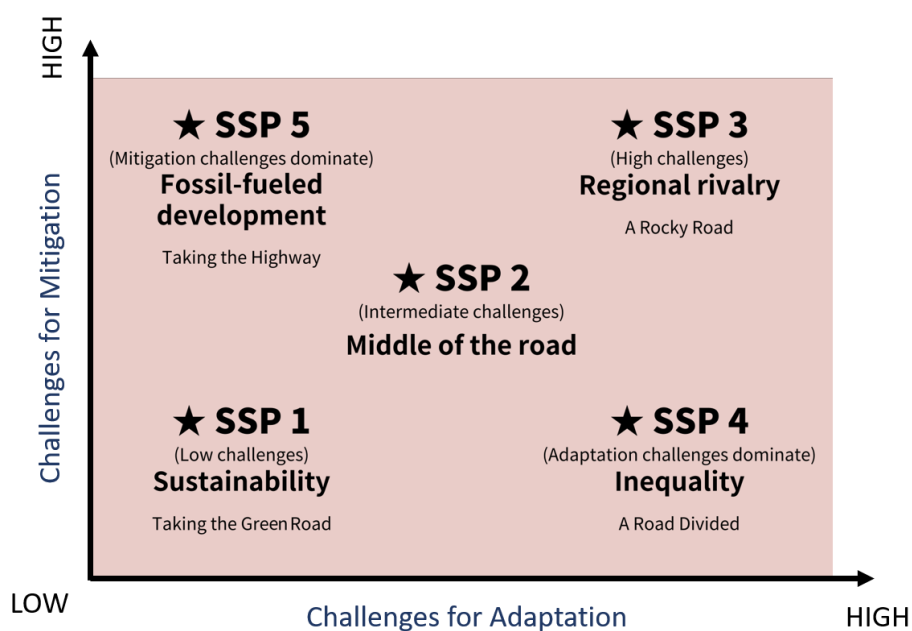 HIGH
Challenges for Mitigation
★ SSP 5
(Mitigation challenges dominate)
Fossil-fueled
development
Taking the Highway
★ SSP 3
(High challenges)
Regional rivalry
A Rocky Road
★ SSP 2
(Intermediate challenges)
Middle of the road
★ SSP 1
(Low challenges)
Sustainability
Taking the Green Road
★ SSP 4
(Adaptation challenges dominate)
Inequality
A Road Divided
LOW
Challenges for Adaptation
HIGH